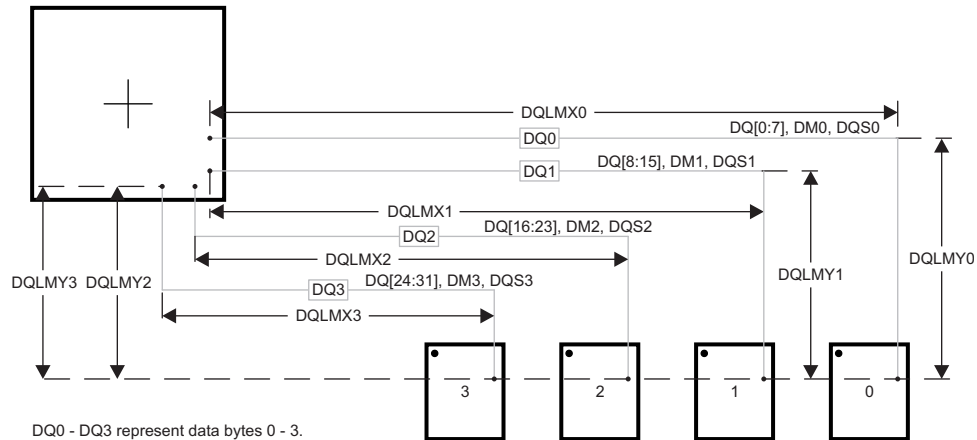 DQLMX0
DQ[0:7], DM0, DQS0
DQ0
DQ[8:15], DM1, DQS1
DQ1
DQLMX1
DQ[16:23], DM2, DQS2
DQ2
DQLMY0
DQLMX2
DQLMY1
DQLMY3
DQLMY2
DQ[24:31], DM3, DQS3
DQ3
DQLMX3
3
2
1
0
DQ0 - DQ3 represent data bytes 0 - 3.